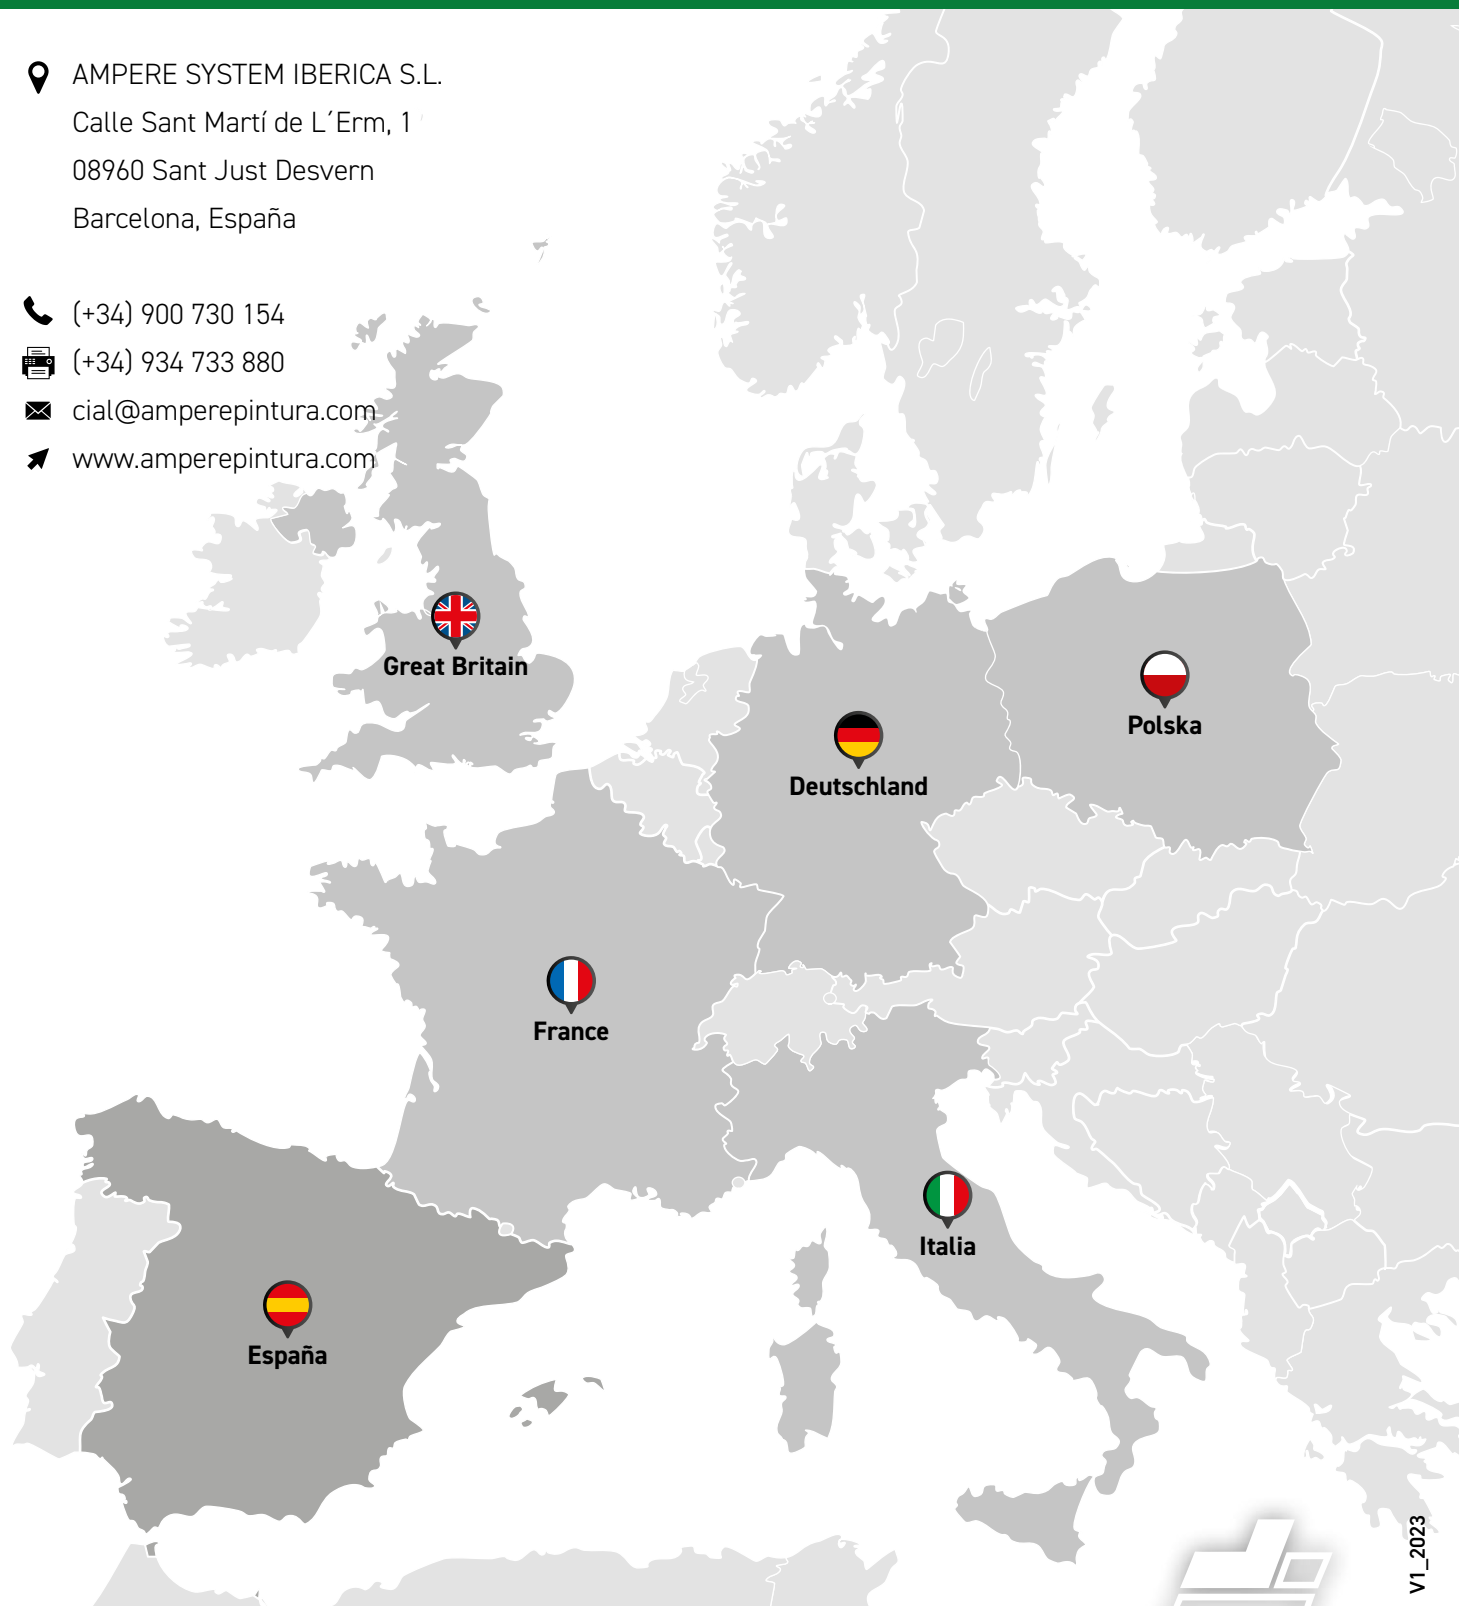 AMPERE SYSTEM IBERICA S.L.
Calle Sant Martí de L´Erm, 1
08960 Sant Just Desvern
Barcelona, España
(+34) 900 730 154
(+34) 934 733 880
cial@amperepintura.com
www.amperepintura.com
Great Britain
Polska
Deutschland
France
Italia
España
V1_2023